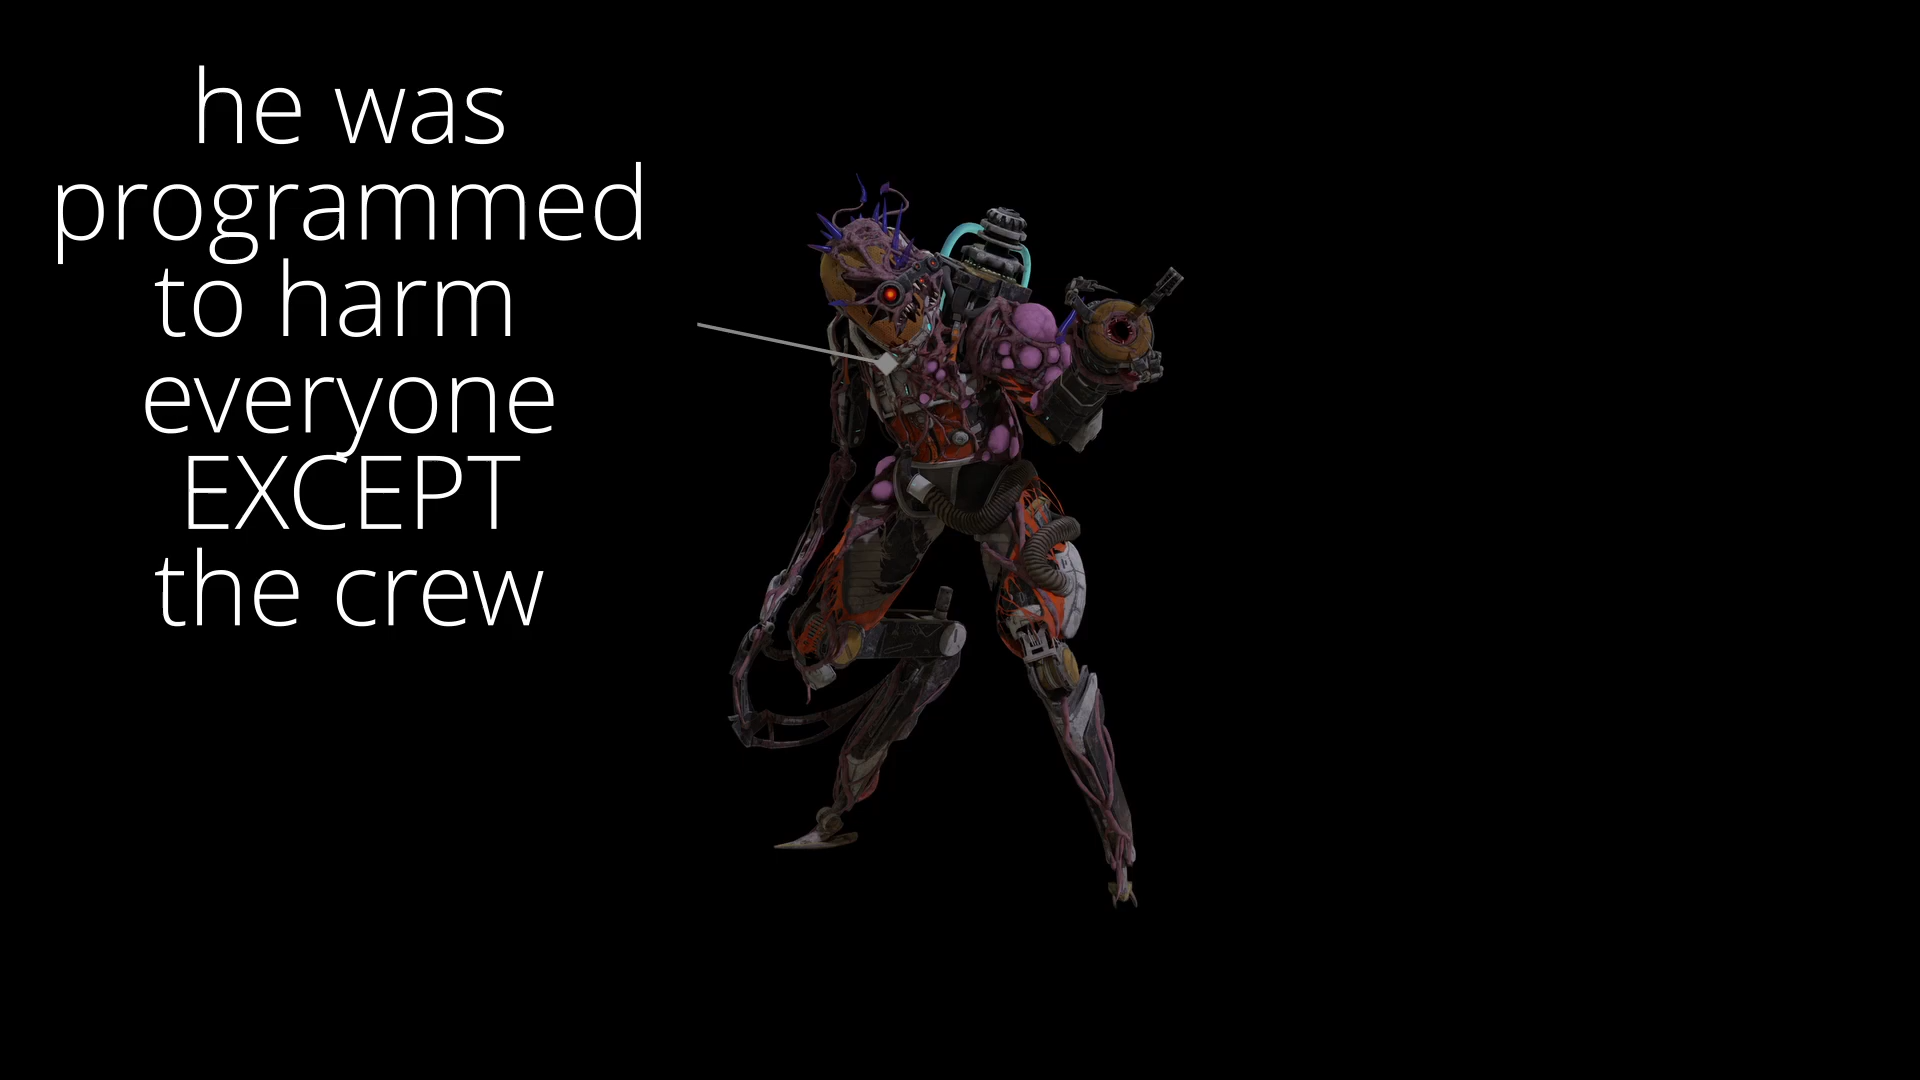 he was
programmed
to harm
everyone
EXCEPT
the crew